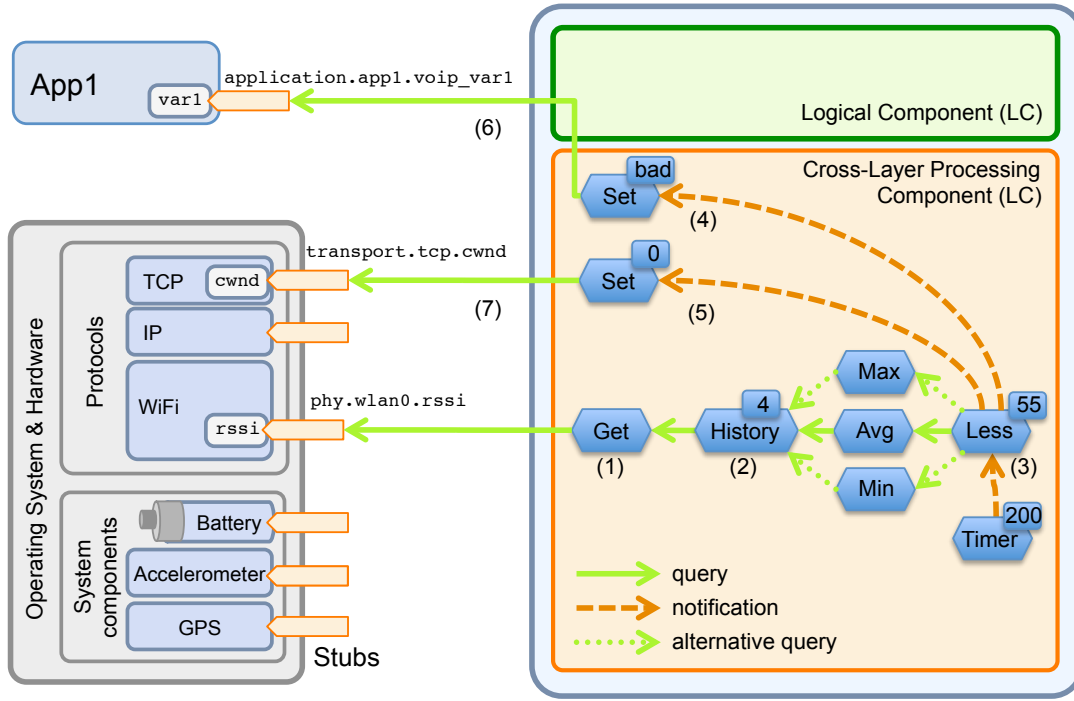 App1
var1
application.app1.voip_var1
(6)
Logical Component (LC)
Cross-Layer Processing
Component (LC)
bad
Set
(4)
transport.tcp.cwnd
0
Set
(5)
(7)
Operating System & Hardware
Protocols
TCP
cwnd
IP
WiFi
rssi
phy.wlan0.rssi
Get
(1)
4
History
(2)
Max
Avg
Min
55
Less
(3)
200
Timer
System
components
Battery
Accelerometer
GPS
Stubs
query
notification
alternative query